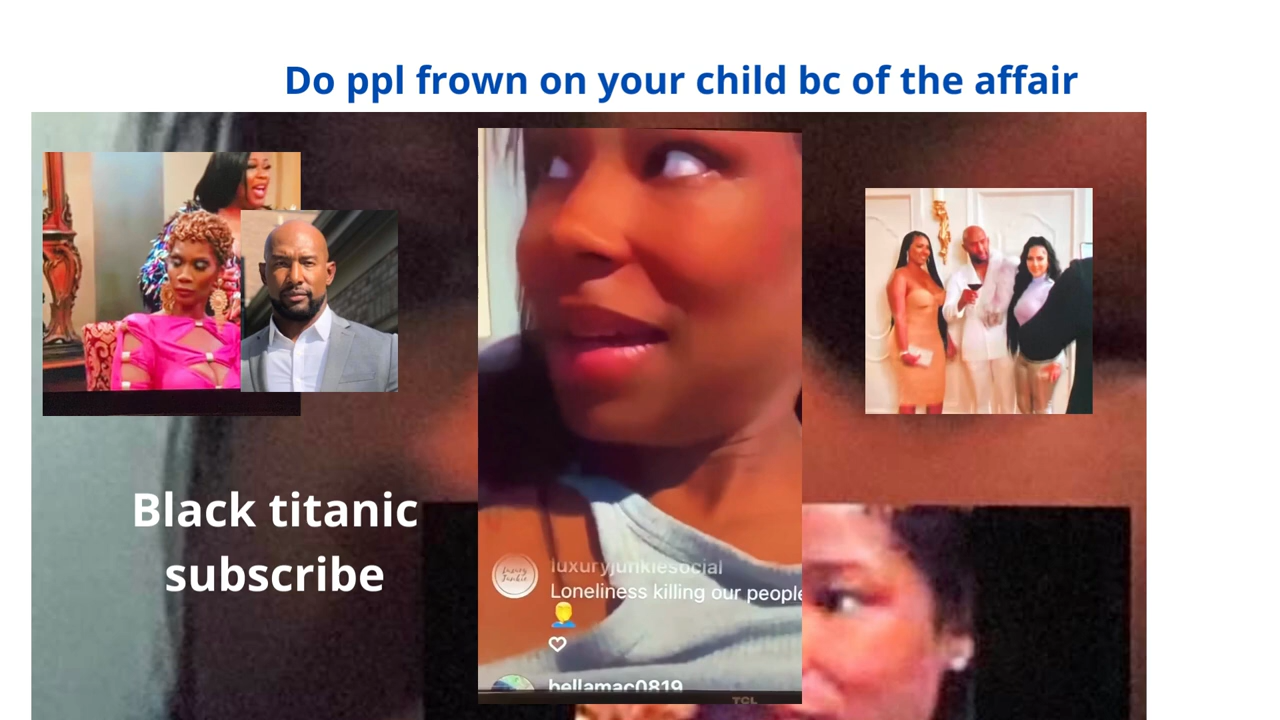 Do ppl frown on your child bc of the affair
Black titanic
subscribe
luxuryjunkiesocial
Loneliness killing our people
bellamac0819
TCL